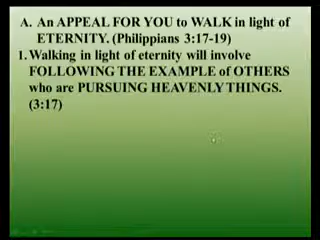 A. An APPEAL FOR YOU to WALK in light of
ETERNITY. (Philippians 3:17-19)
1. Walking in light of eternity will involve
FOLLOWING THE EXAMPLE of OTHERS
who are PURSUING HEAVENLY THINGS.
(3:17)